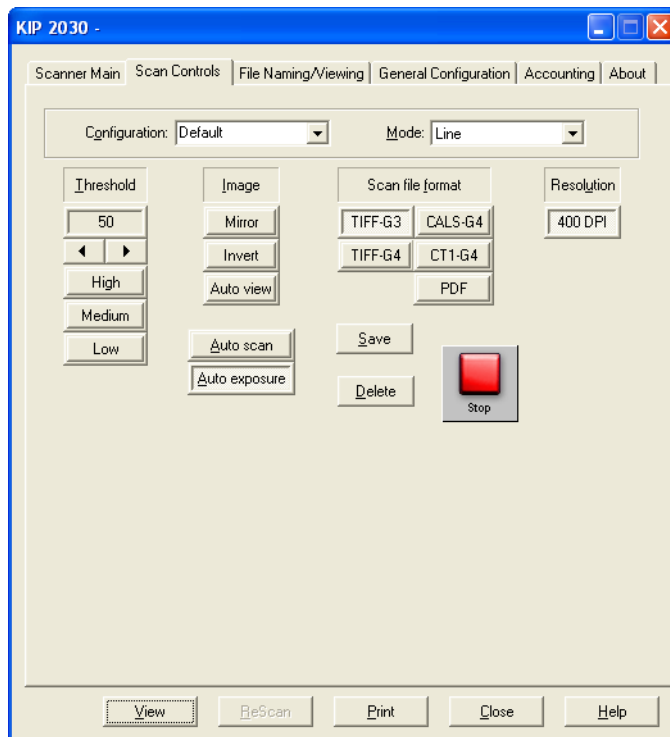 KIP 2030 -
Scanner Main Scan Controls File Naming/Viewing General Configuration Accounting About
Configuration: Default Mode: Line
Threshold Image Scan file format Resolution
50 Mirror TIFF-G3 CALS-G4 400 DPI
Invert TIFF-G4 CT1-G4
High Auto view PDF
Medium
Low Auto scan Save
Auto exposure Delete
Stop
View ReScan Print Close Help